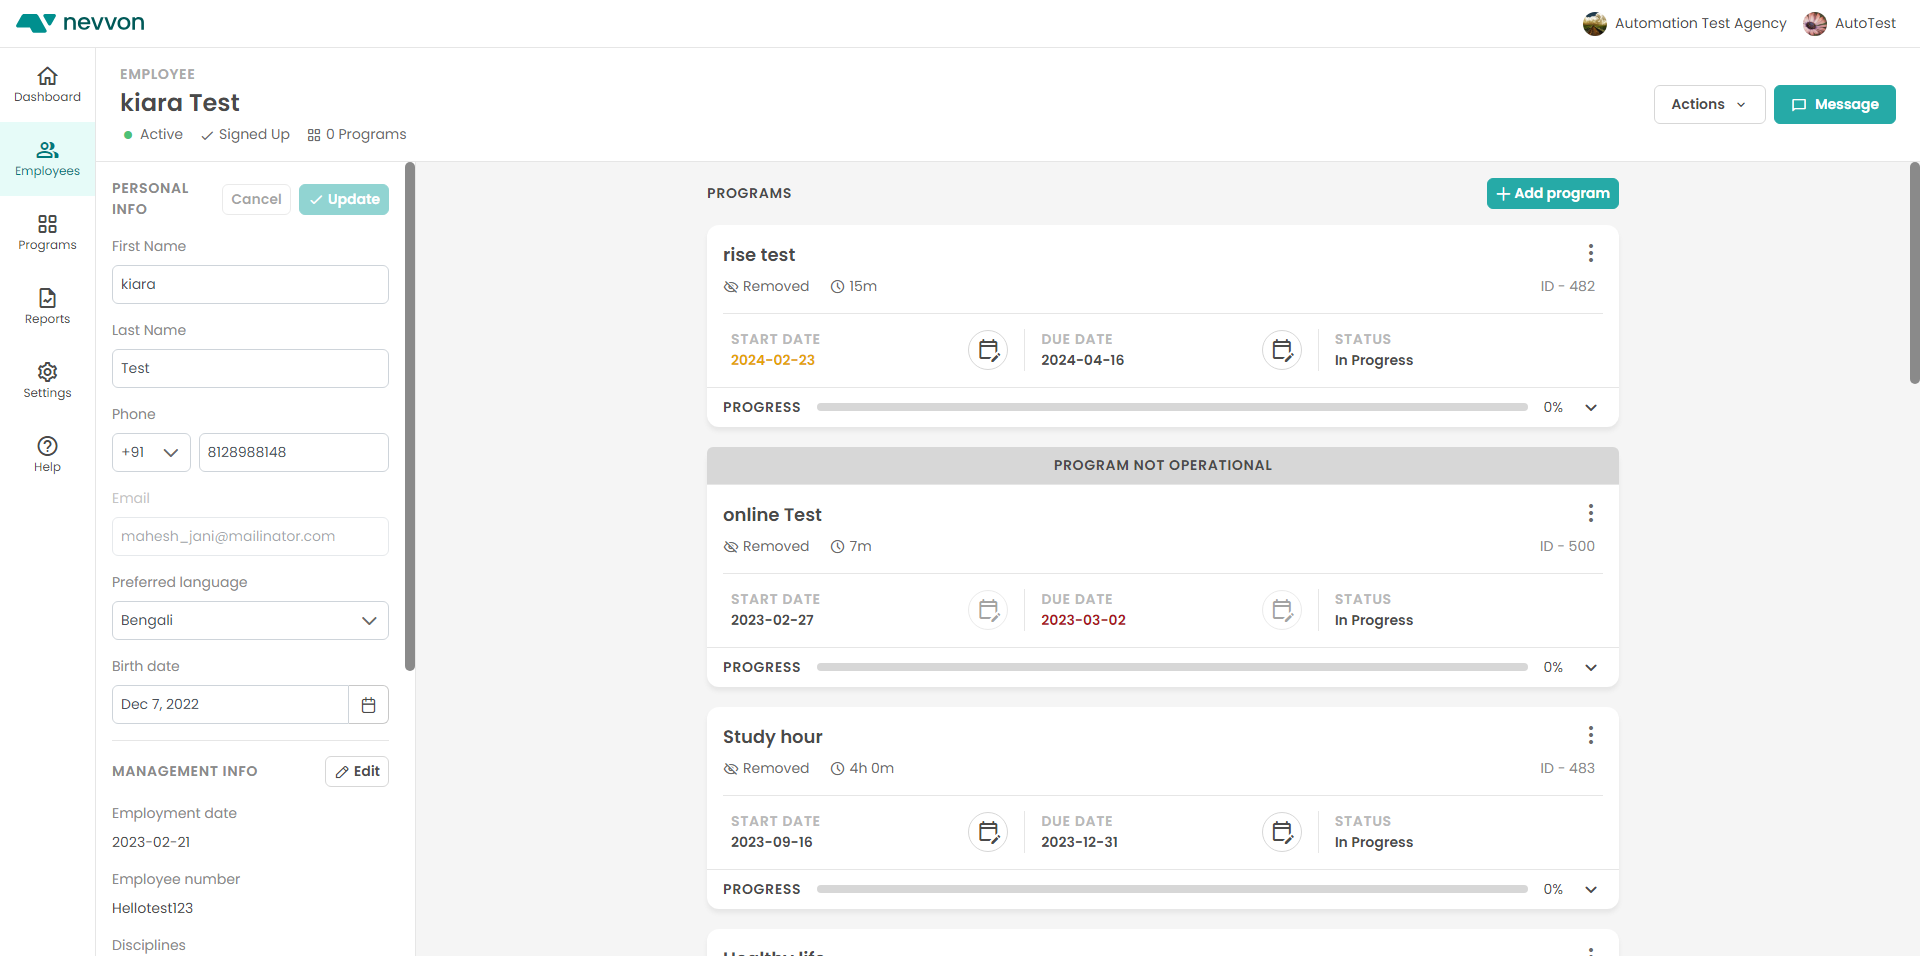 nevvon
Automation Test Agency
AutoTest
Dashboard
Employees
Programs
Reports
Settings
Help
EMPLOYEE
kiara Test
Active
Signed Up
0 Programs
Actions
Message
PERSONAL
INFO
Cancel
Update
First Name
kiara
Last Name
Test
Phone
+91
8128988148
Email
mahesh_jani@mailinator.com
Preferred language
Bengali
Birth date
Dec 7, 2022
MANAGEMENT INFO
Edit
Employment date
2023-02-21
Employee number
Hellotest123
Disciplines
PROGRAMS
Add program
rise test
Removed
15m
ID - 482
START DATE
2024-02-23
DUE DATE
2024-04-16
STATUS
In Progress
PROGRESS
0%
PROGRAM NOT OPERATIONAL
online Test
Removed
7m
ID - 500
START DATE
2023-02-27
DUE DATE
2023-03-02
STATUS
In Progress
PROGRESS
0%
Study hour
Removed
4h 0m
ID - 483
START DATE
2023-09-16
DUE DATE
2023-12-31
STATUS
In Progress
PROGRESS
0%
Healthy life